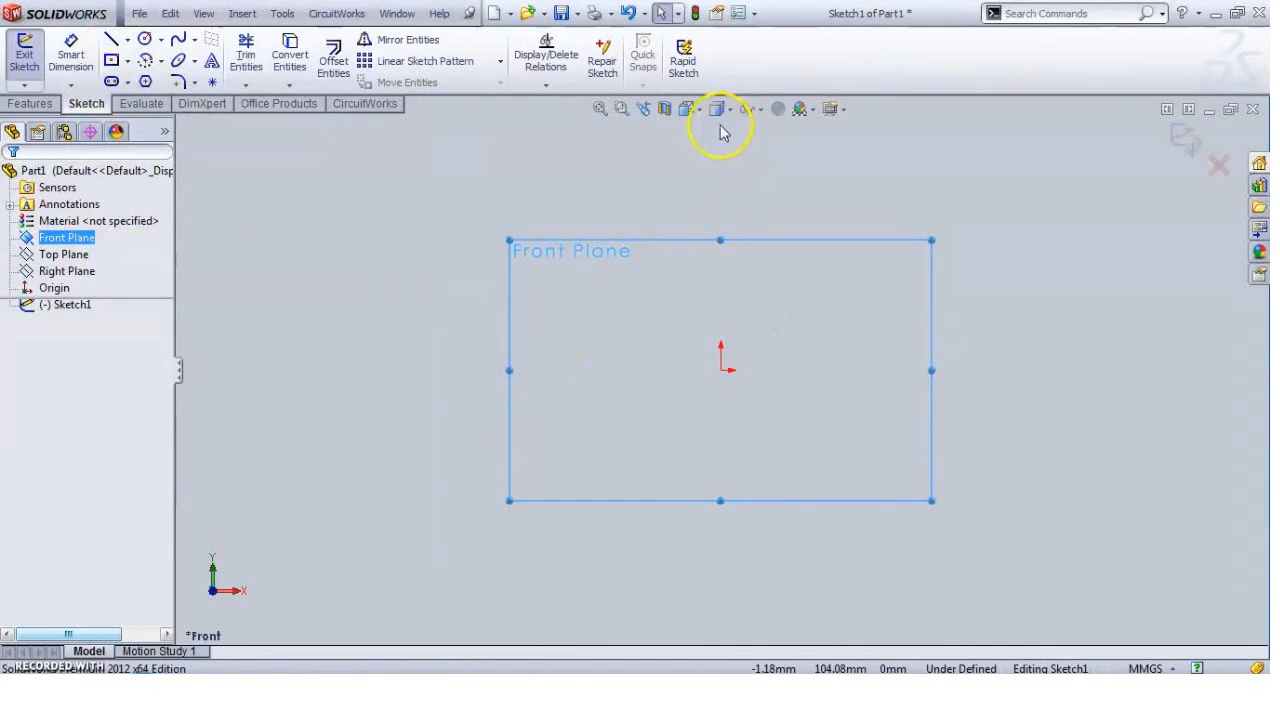 SOLIDWORKS File Edit View Insert Tools CircuitWorks Window Help Sketch1 of Part1 * Search Commands ?
Exit Sketch
Smart Dimension
Trim Entities
Convert Entities
Offset Entities
Mirror Entities
Linear Sketch Pattern
Move Entities
Display/Delete Relations
Repair Sketch
Quick Snaps
Rapid Sketch
Features Sketch Evaluate DimXpert Office Products CircuitWorks
Part1 (Default<<Default>_Disp
Sensors
A Annotations
Material <not specified>
Front Plane
Top Plane
Right Plane
Origin
(-) Sketch1
Front Plane
Y
X
*Front
Model Motion Study 1
RECORDED WITH
SolidWorks Premium 2012 x64 Edition -1.18mm 104.08mm 0mm Under Defined Editing Sketch1 MMGS ?